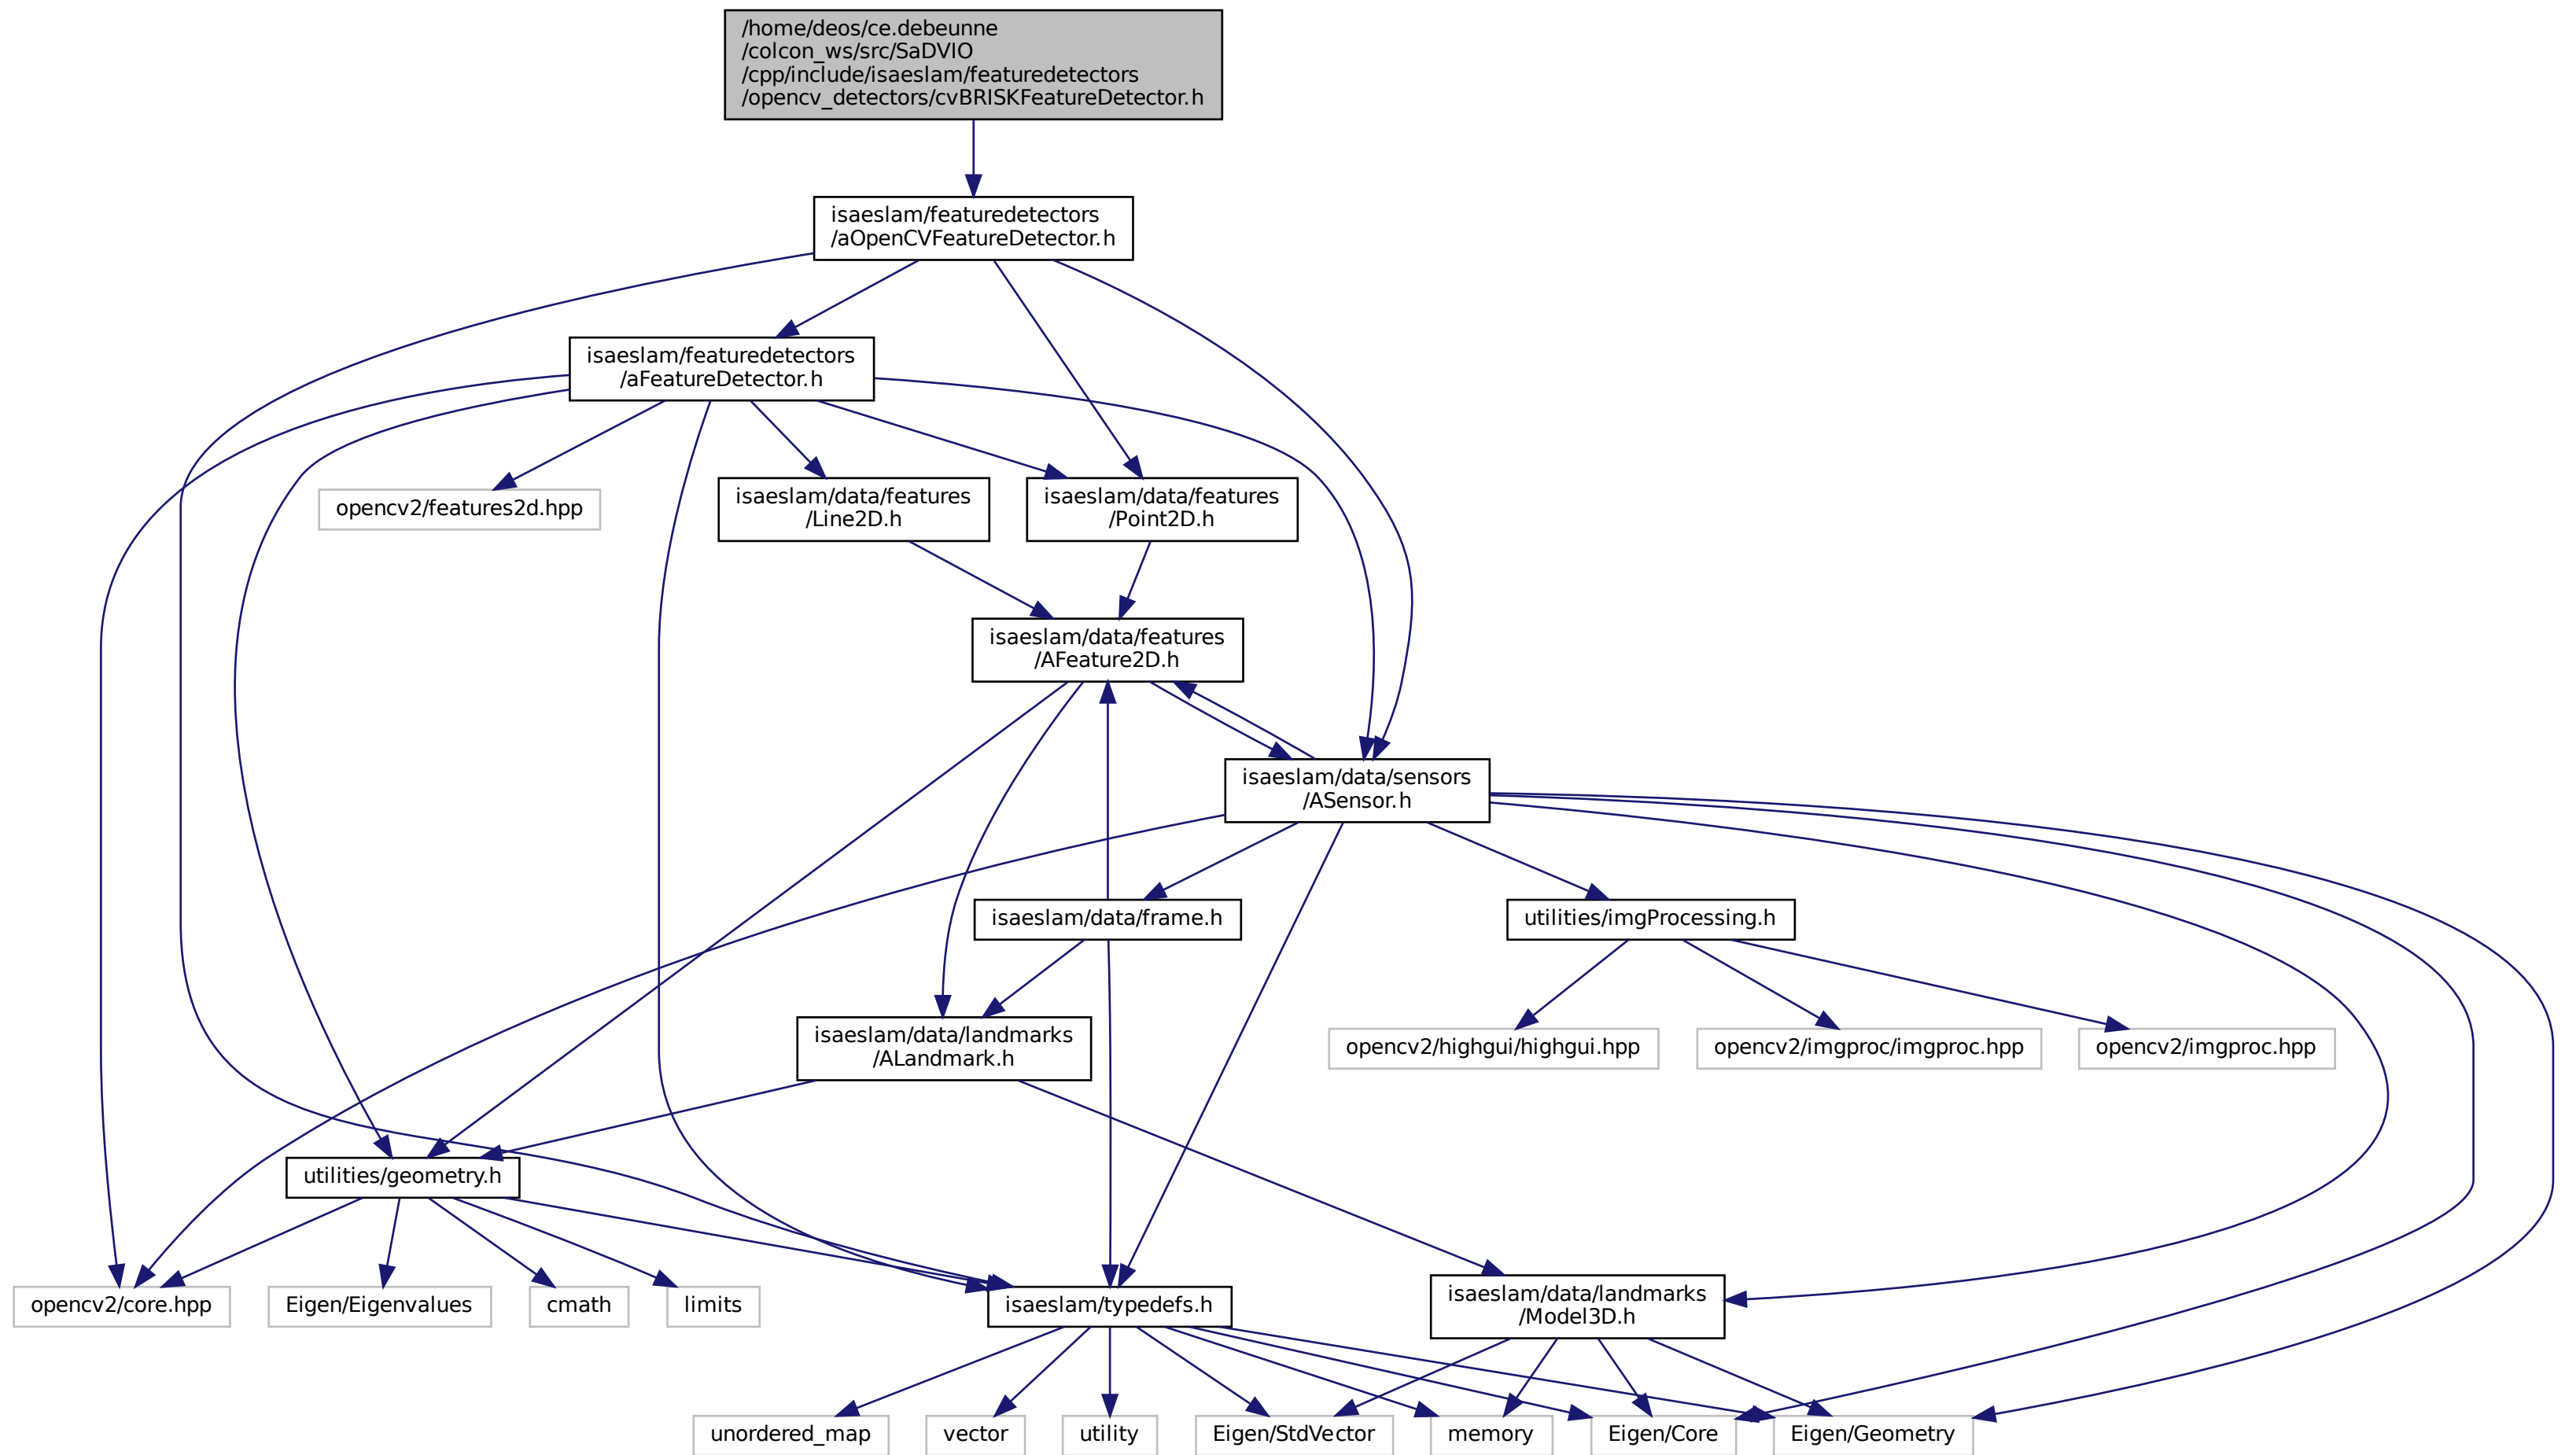 /home/deos/ce.debeunne
/colcon_ws/src/SaDVIO
/cpp/include/isaeslam/featuredetectors
/opencv_detectors/cvBRISKFeatureDetector.h
isaeslam/featuredetectors
/aOpenCVFeatureDetector.h
isaeslam/featuredetectors
/aFeatureDetector.h
opencv2/features2d.hpp
isaeslam/data/features
/Line2D.h
isaeslam/data/features
/Point2D.h
isaeslam/data/features
/AFeature2D.h
isaeslam/data/sensors
/ASensor.h
isaeslam/data/frame.h
utilities/imgProcessing.h
isaeslam/data/landmarks
/ALandmark.h
opencv2/highgui/highgui.hpp
opencv2/imgproc/imgproc.hpp
opencv2/imgproc.hpp
utilities/geometry.h
opencv2/core.hpp
Eigen/Eigenvalues
cmath
limits
isaeslam/typedefs.h
isaeslam/data/landmarks
/Model3D.h
unordered_map
vector
utility
Eigen/StdVector
memory
Eigen/Core
Eigen/Geometry